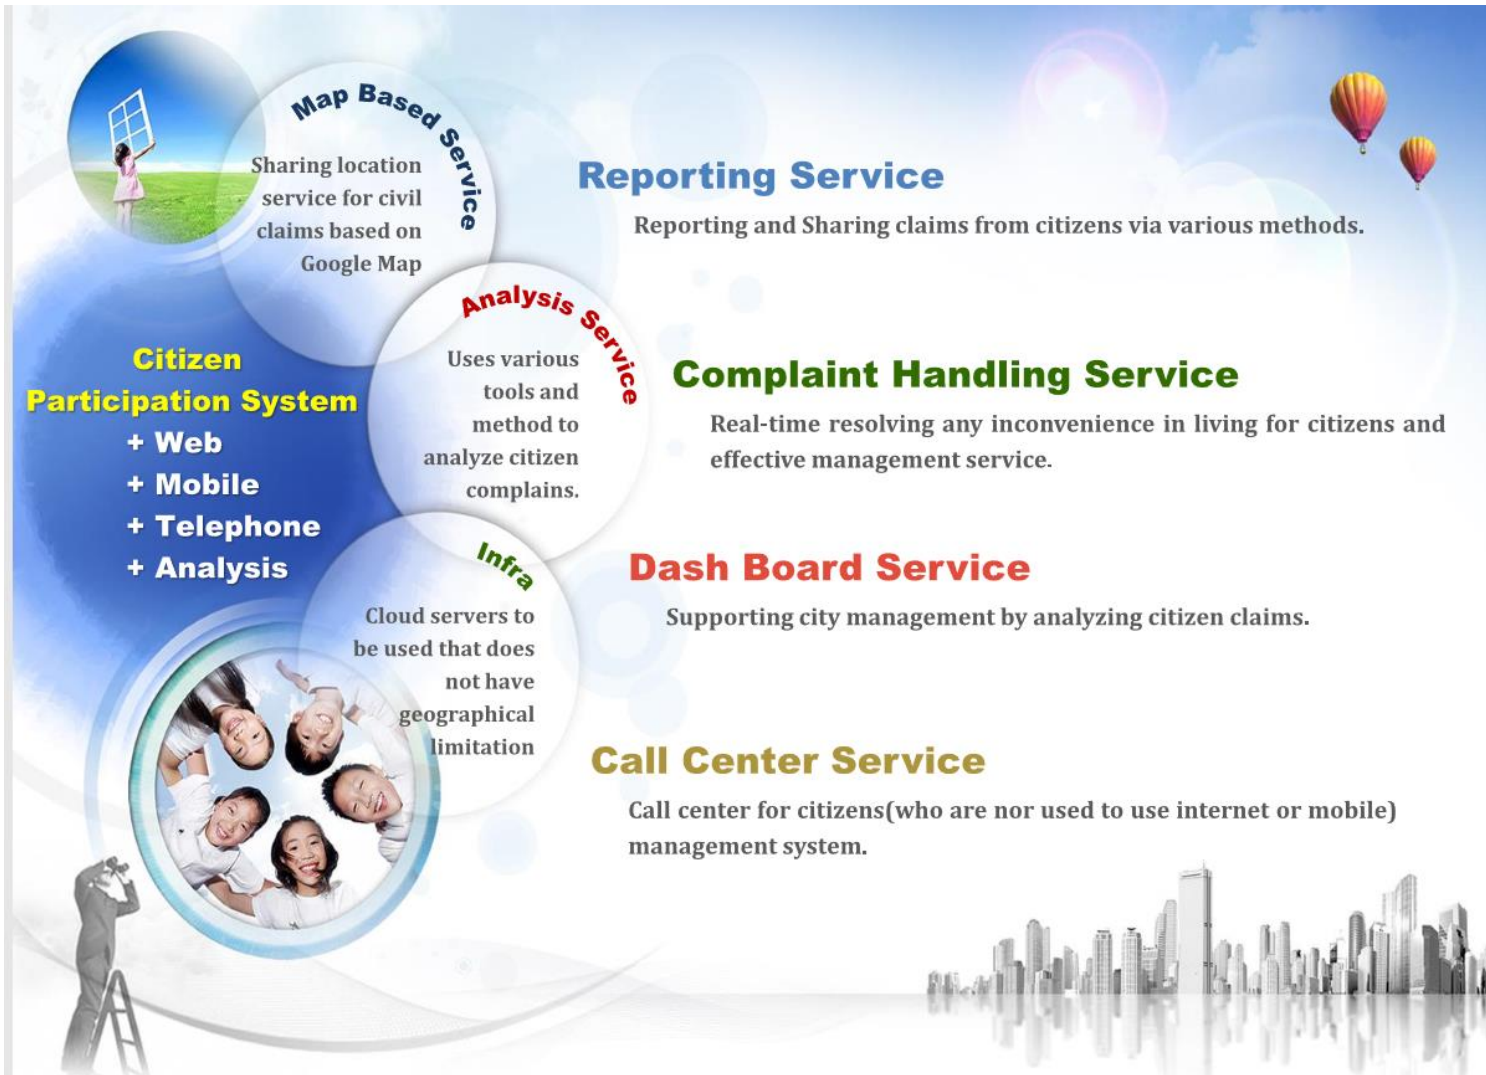 Map Based Service
Sharing location
service for civil
claims based on
Google Map
Analysis Service
Uses various
tools and
method to
analyze citizen
complains.
Infra
Cloud servers to
be used that does
not have
geographical
limitation
Citizen
Participation System
+ Web
+ Mobile
+ Telephone
+ Analysis
Reporting Service
Reporting and Sharing claims from citizens via various methods.
Complaint Handling Service
Real-time resolving any inconvenience in living for citizens and
effective management service.
Dash Board Service
Supporting city management by analyzing citizen claims.
Call Center Service
Call center for citizens(who are nor used to use internet or mobile)
management system.